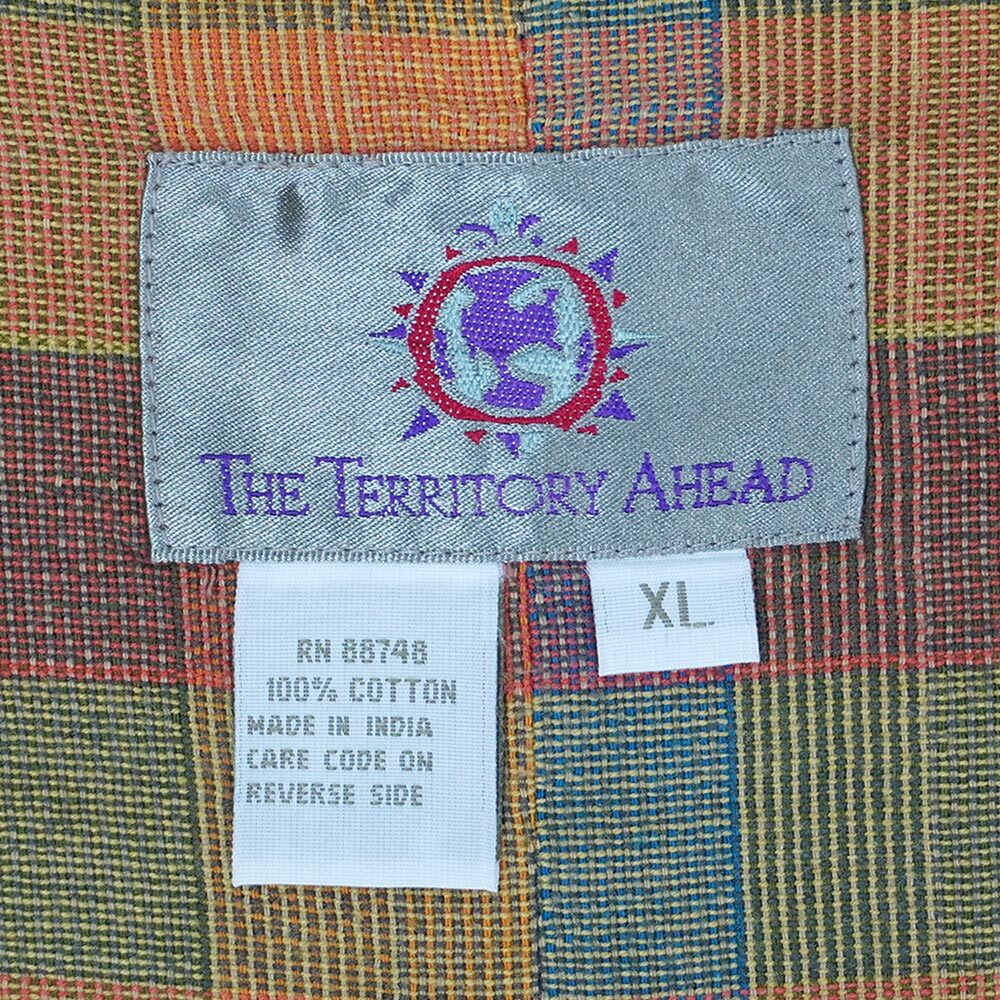 THE TERRITORY AHEAD
XL
RN 88748
100% COTTON
MADE IN INDIA
CARE CODE ON
REVERSE SIDE